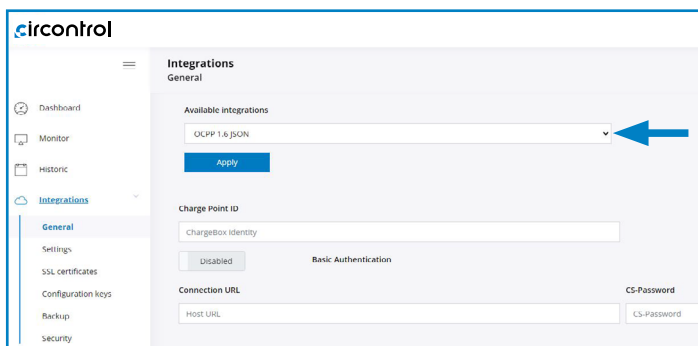 circontrol
Integrations
General
Dashboard
Monitor
Historic
Integrations
General
Settings
SSL certificates
Configuration keys
Backup
Security
Available integrations
OCPP 1.6 JSON
Apply
Charge Point ID
ChargeBox Identity
Disabled
Basic Authentication
Connection URL
CS-Password
Host URL
CS-Password